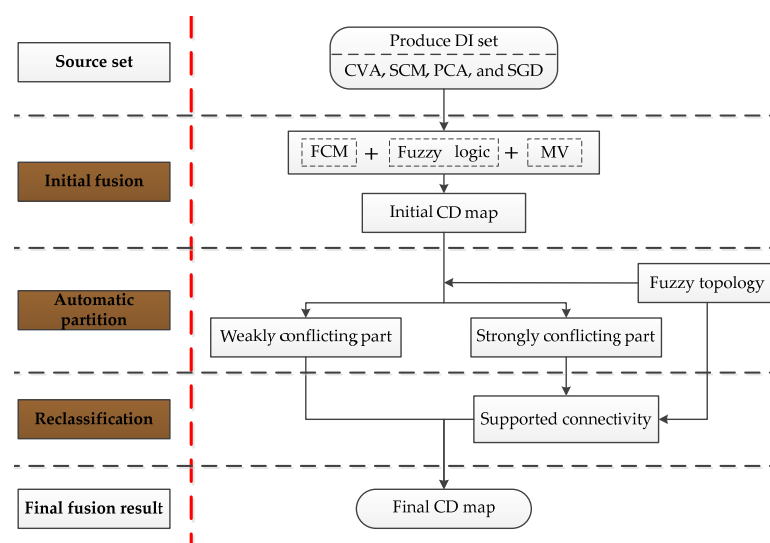 Source set
Produce DI set
CVA, SCM, PCA, and SGD
Initial fusion
FCM + Fuzzy logic + MV
Initial CD map
Automatic
partition
Fuzzy topology
Weakly conflicting part
Strongly conflicting part
Reclassification
Supported connectivity
Final fusion result
Final CD map